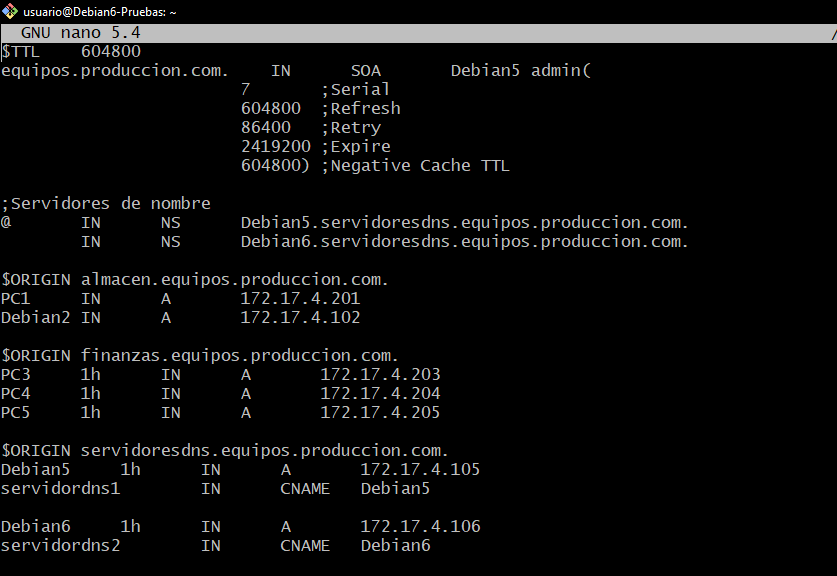 usuario@Debian6-Pruebas: ~
GNU nano 5.4 /
$TTL 604800
equipos.produccion.com. IN SOA Debian5 admin(
7 ;Serial
604800 ;Refresh
86400 ;Retry
2419200 ;Expire
604800) ;Negative Cache TTL
;Servidores de nombre
@ IN NS Debian5.servidoresdns.equipos.produccion.com.
IN NS Debian6.servidoresdns.equipos.produccion.com.
$ORIGIN almacen.equipos.produccion.com.
PC1 IN A 172.17.4.201
Debian2 IN A 172.17.4.102
$ORIGIN finanzas.equipos.produccion.com.
PC3 1h IN A 172.17.4.203
PC4 1h IN A 172.17.4.204
PC5 1h IN A 172.17.4.205
$ORIGIN servidoresdns.equipos.produccion.com.
Debian5 1h IN A 172.17.4.105
servidordns1 IN CNAME Debian5
Debian6 1h IN A 172.17.4.106
servidordns2 IN CNAME Debian6